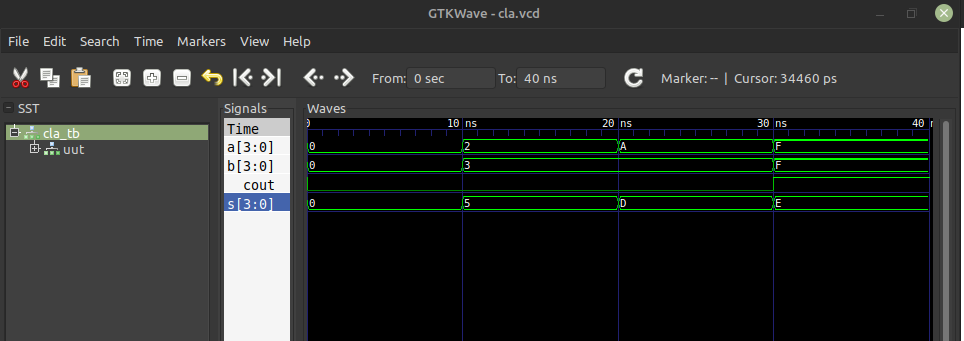 GTKWave - cla.vcd
File Edit Search Time Markers View Help
From: 0 sec To: 40 ns Marker: -- | Cursor: 34460 ps
SST
cla_tb
uut
Signals
Time
a[3:0]
b[3:0]
cout
s[3:0]
Waves
0 10 ns 20 ns 30 ns 40 n
0 2 A F
0 3 F
0 5 D E